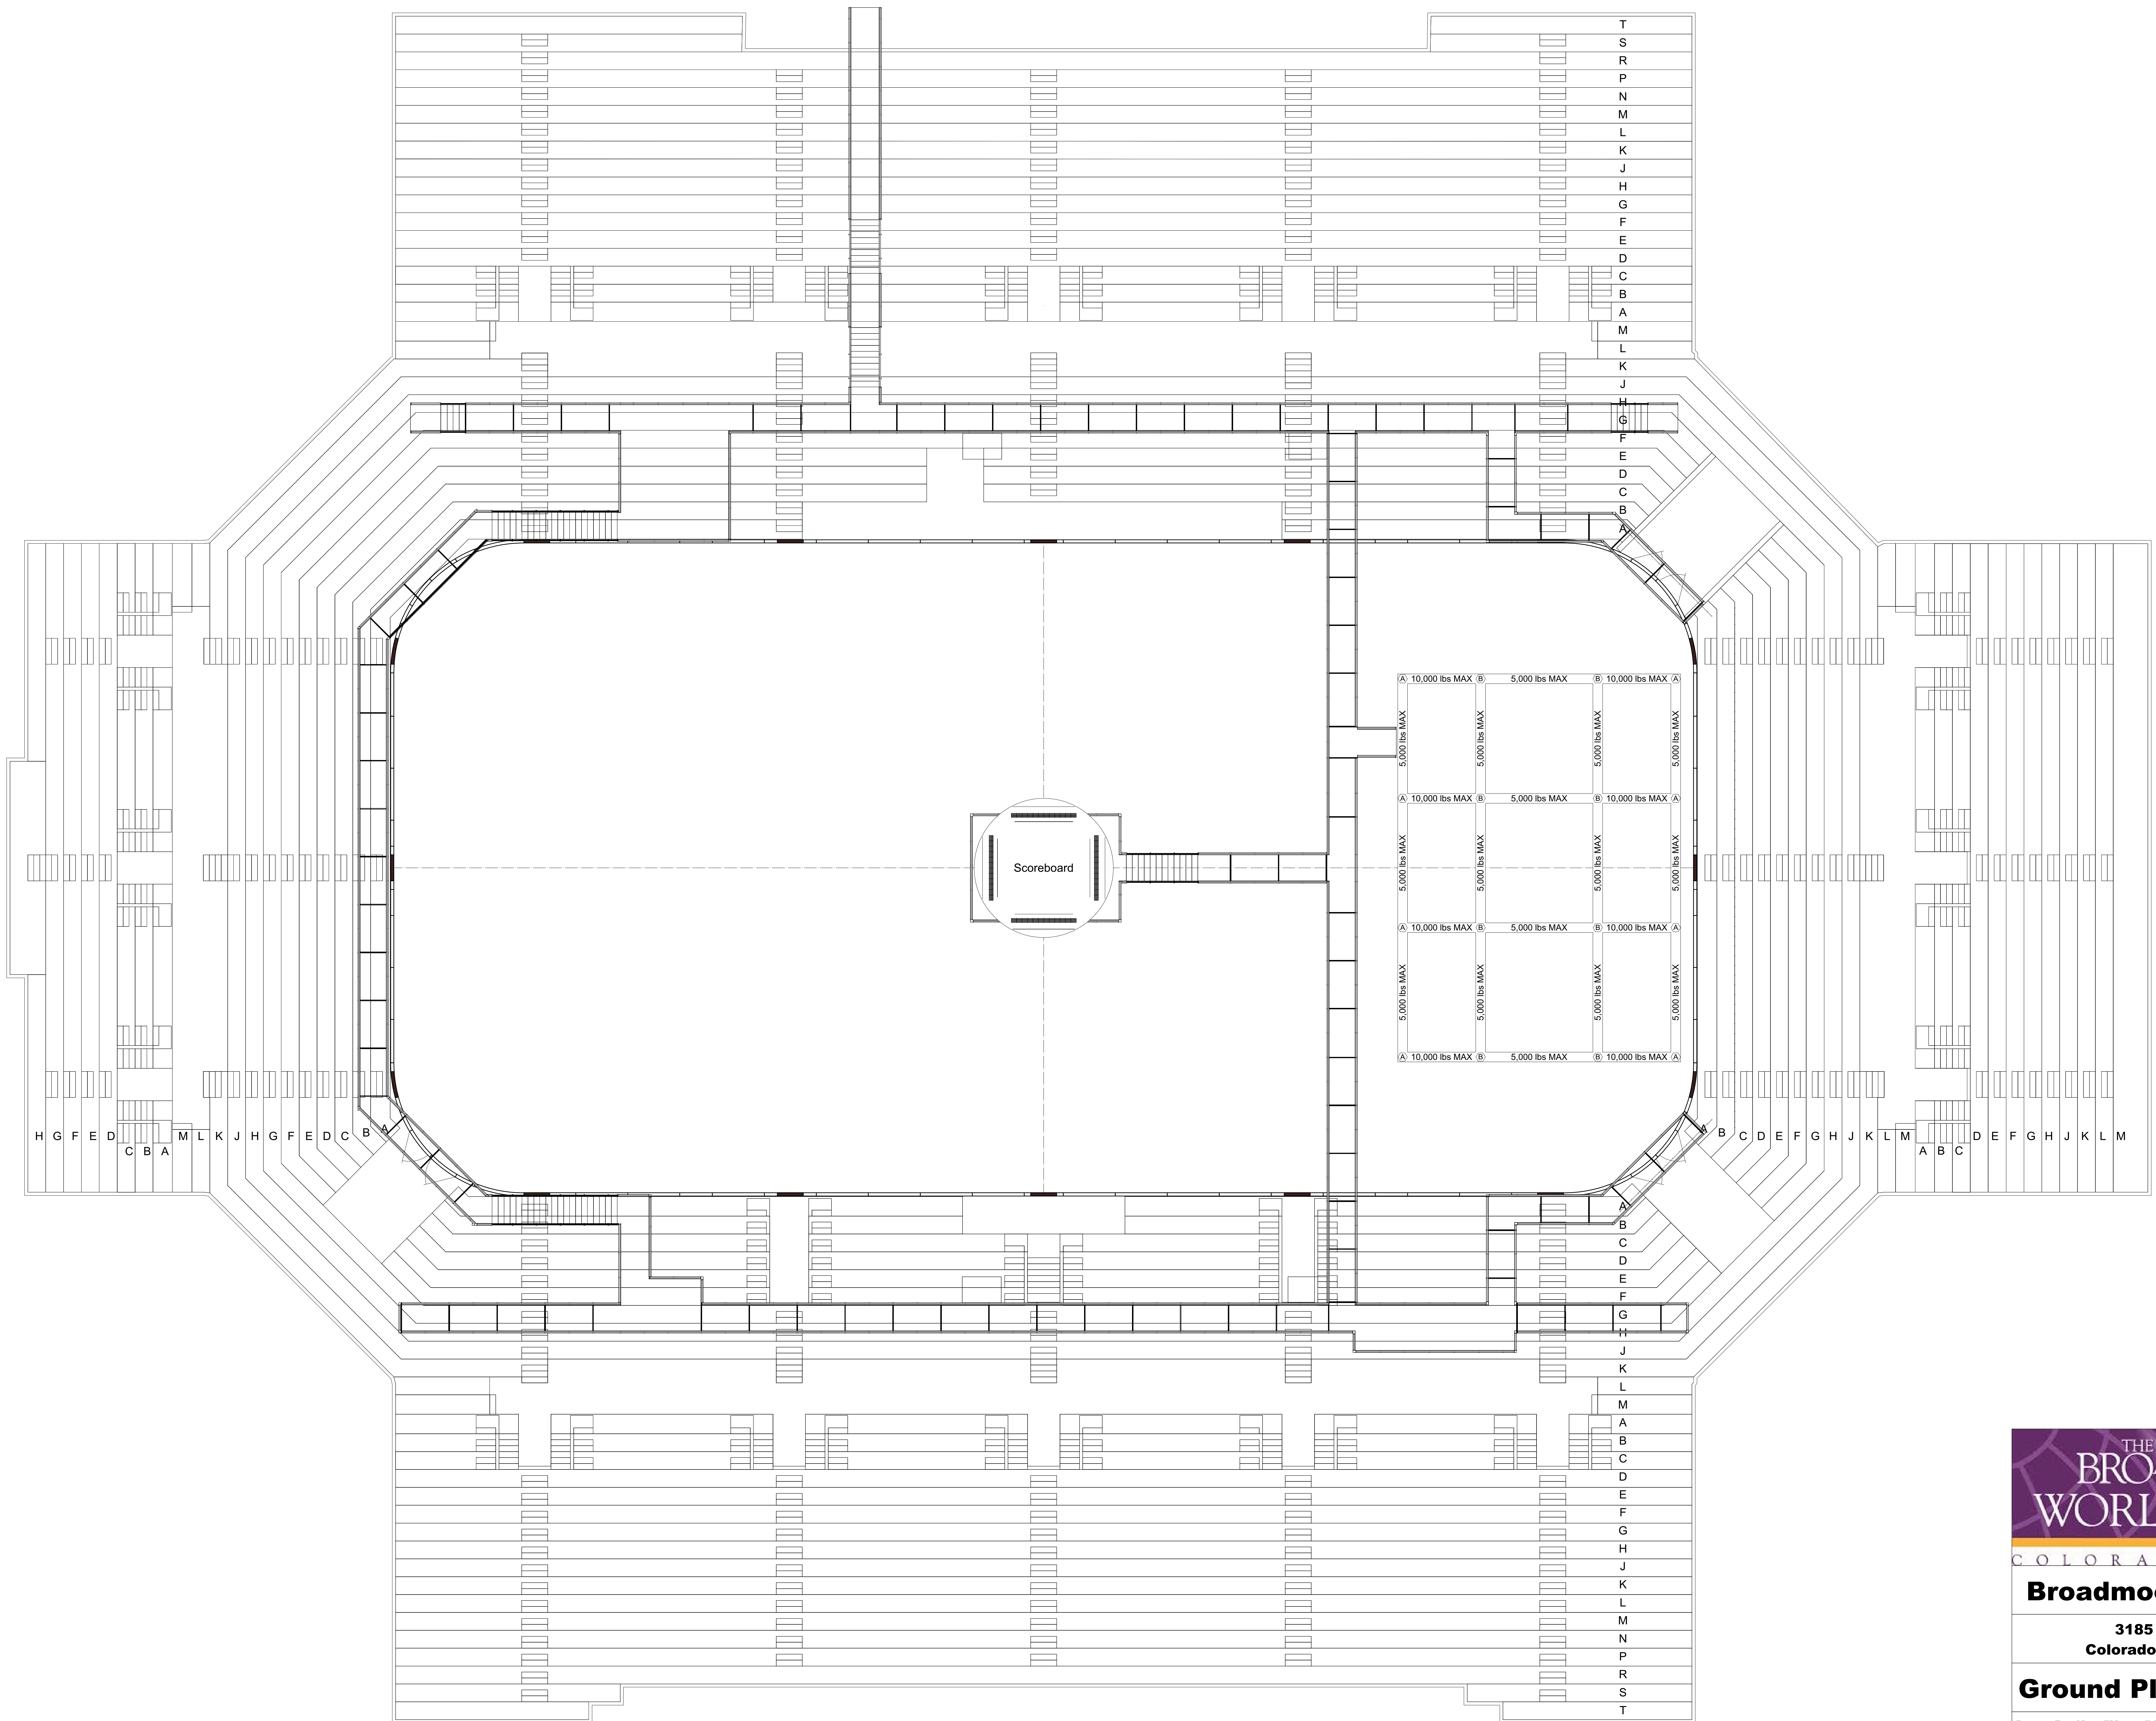 T
S
R
P
N
M
L
K
J
H
G
F
E
D
C
B
A
M
L
K
J
H
G
F
E
D
C
B
A
A 10,000 lbs MAX B 5,000 lbs MAX B 10,000 lbs MAX A
5,000 lbs MAX 5,000 lbs MAX 5,000 lbs MAX 5,000 lbs MAX
A 10,000 lbs MAX B 5,000 lbs MAX B 10,000 lbs MAX A
Scoreboard
5,000 lbs MAX 5,000 lbs MAX 5,000 lbs MAX 5,000 lbs MAX
A 10,000 lbs MAX B 5,000 lbs MAX B 10,000 lbs MAX A
5,000 lbs MAX 5,000 lbs MAX 5,000 lbs MAX 5,000 lbs MAX
A 10,000 lbs MAX B 5,000 lbs MAX B 10,000 lbs MAX A
H G F E D M L K J H G F E D C B A
C B A
A B C D E F G H J K L M D E F G H J K L M
A B C
A
B
C
D
E
F
G
H
J
K
L
M
A
B
C
D
E
F
G
H
J
K
L
M
N
P
R
S
T
THE
BRO
WORL
COLORA
Broadmo
3185
Colorado
Ground Pl